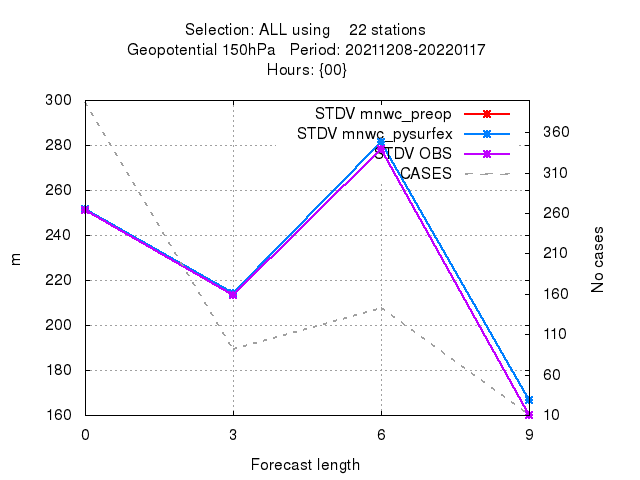 Selection: ALL using    22 stations
Geopotential 150hPa   Period: 20211208-20220117
Hours: {00}
300
280
260
240
220
200
180
160
m
STDV mnwc_preop
STDV mnwc_pysurfex
STDV OBS
CASES
360
310
260
210
160
110
60
10
No cases
0 3 6 9
Forecast length